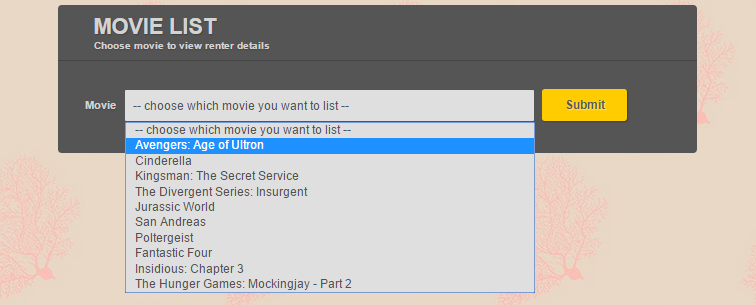 MOVIE LIST
Choose movie to view renter details
Movie -- choose which movie you want to list -- Submit
-- choose which movie you want to list --
Avengers: Age of Ultron
Cinderella
Kingsman: The Secret Service
The Divergent Series: Insurgent
Jurassic World
San Andreas
Poltergeist
Fantastic Four
Insidious: Chapter 3
The Hunger Games: Mockingjay - Part 2